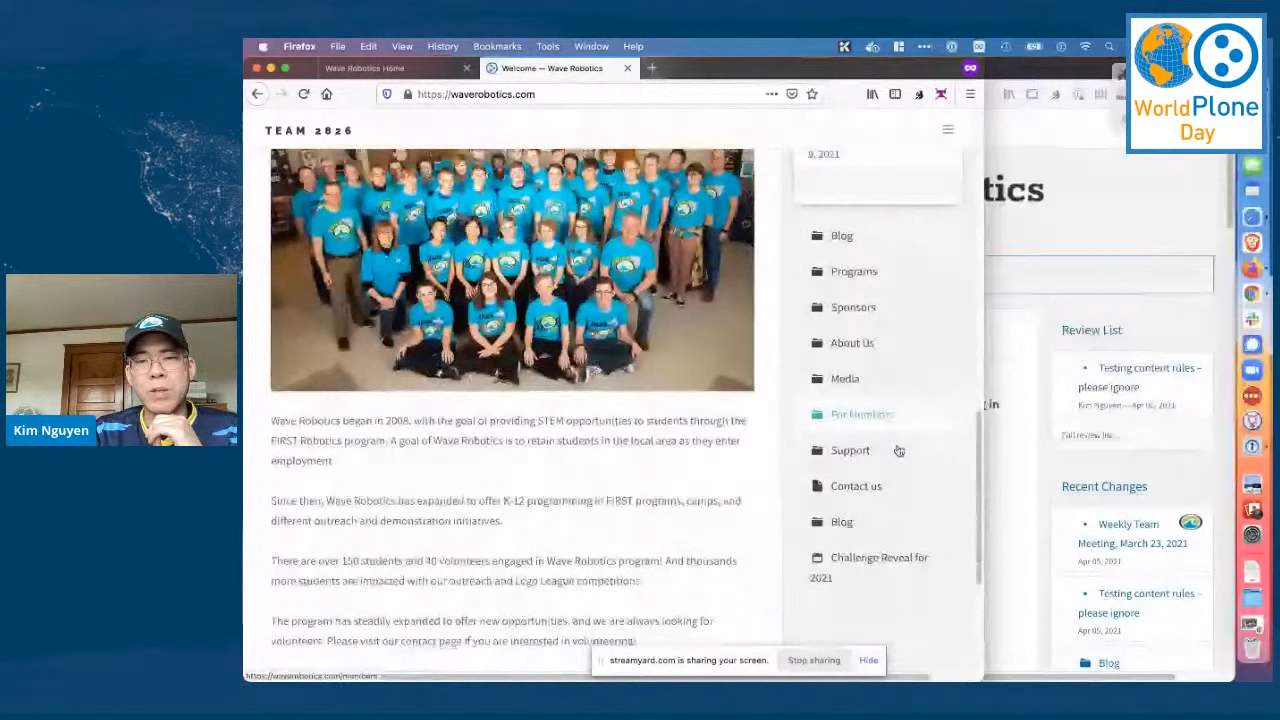 Firefox File Edit View History Bookmarks Tools Window Help
Wave Robotics Home
Welcome — Wave Robotics
https://waverobotics.com
WorldPlone
Day
TEAM 2826
8, 2021
Blog
Programs
Sponsors
About Us
Media
For Members
Support
Contact us
Blog
Challenge Reveal for
2021
Wave Robotics began in 2008, with the goal of providing STEM opportunities to students through the
FIRST Robotics program. A goal of Wave Robotics is to retain students in the local area as they enter
employment.
Since then, Wave Robotics has expanded to offer K-12 programming in FIRST programs, camps, and
different outreach and demonstration initiatives.
There are over 150 students and 40 volunteers engaged in Wave Robotics program! And thousands
more students are impacted with our outreach and Lego League competitions.
The program has steadily expanded to offer new opportunities, and we are always looking for
volunteers. Please visit our contact page if you are interested in volunteering!
https://waverobotics.com/members
streamyard.com is sharing your screen. Stop sharing Hide
tics
in
Review List
Testing content rules –
please ignore
Kim Nguyen — Apr 05, 2021
Full review list…
Recent Changes
Weekly Team
Meeting, March 23, 2021
Apr 05, 2021
Testing content rules –
please ignore
Apr 05, 2021
Blog
Kim Nguyen